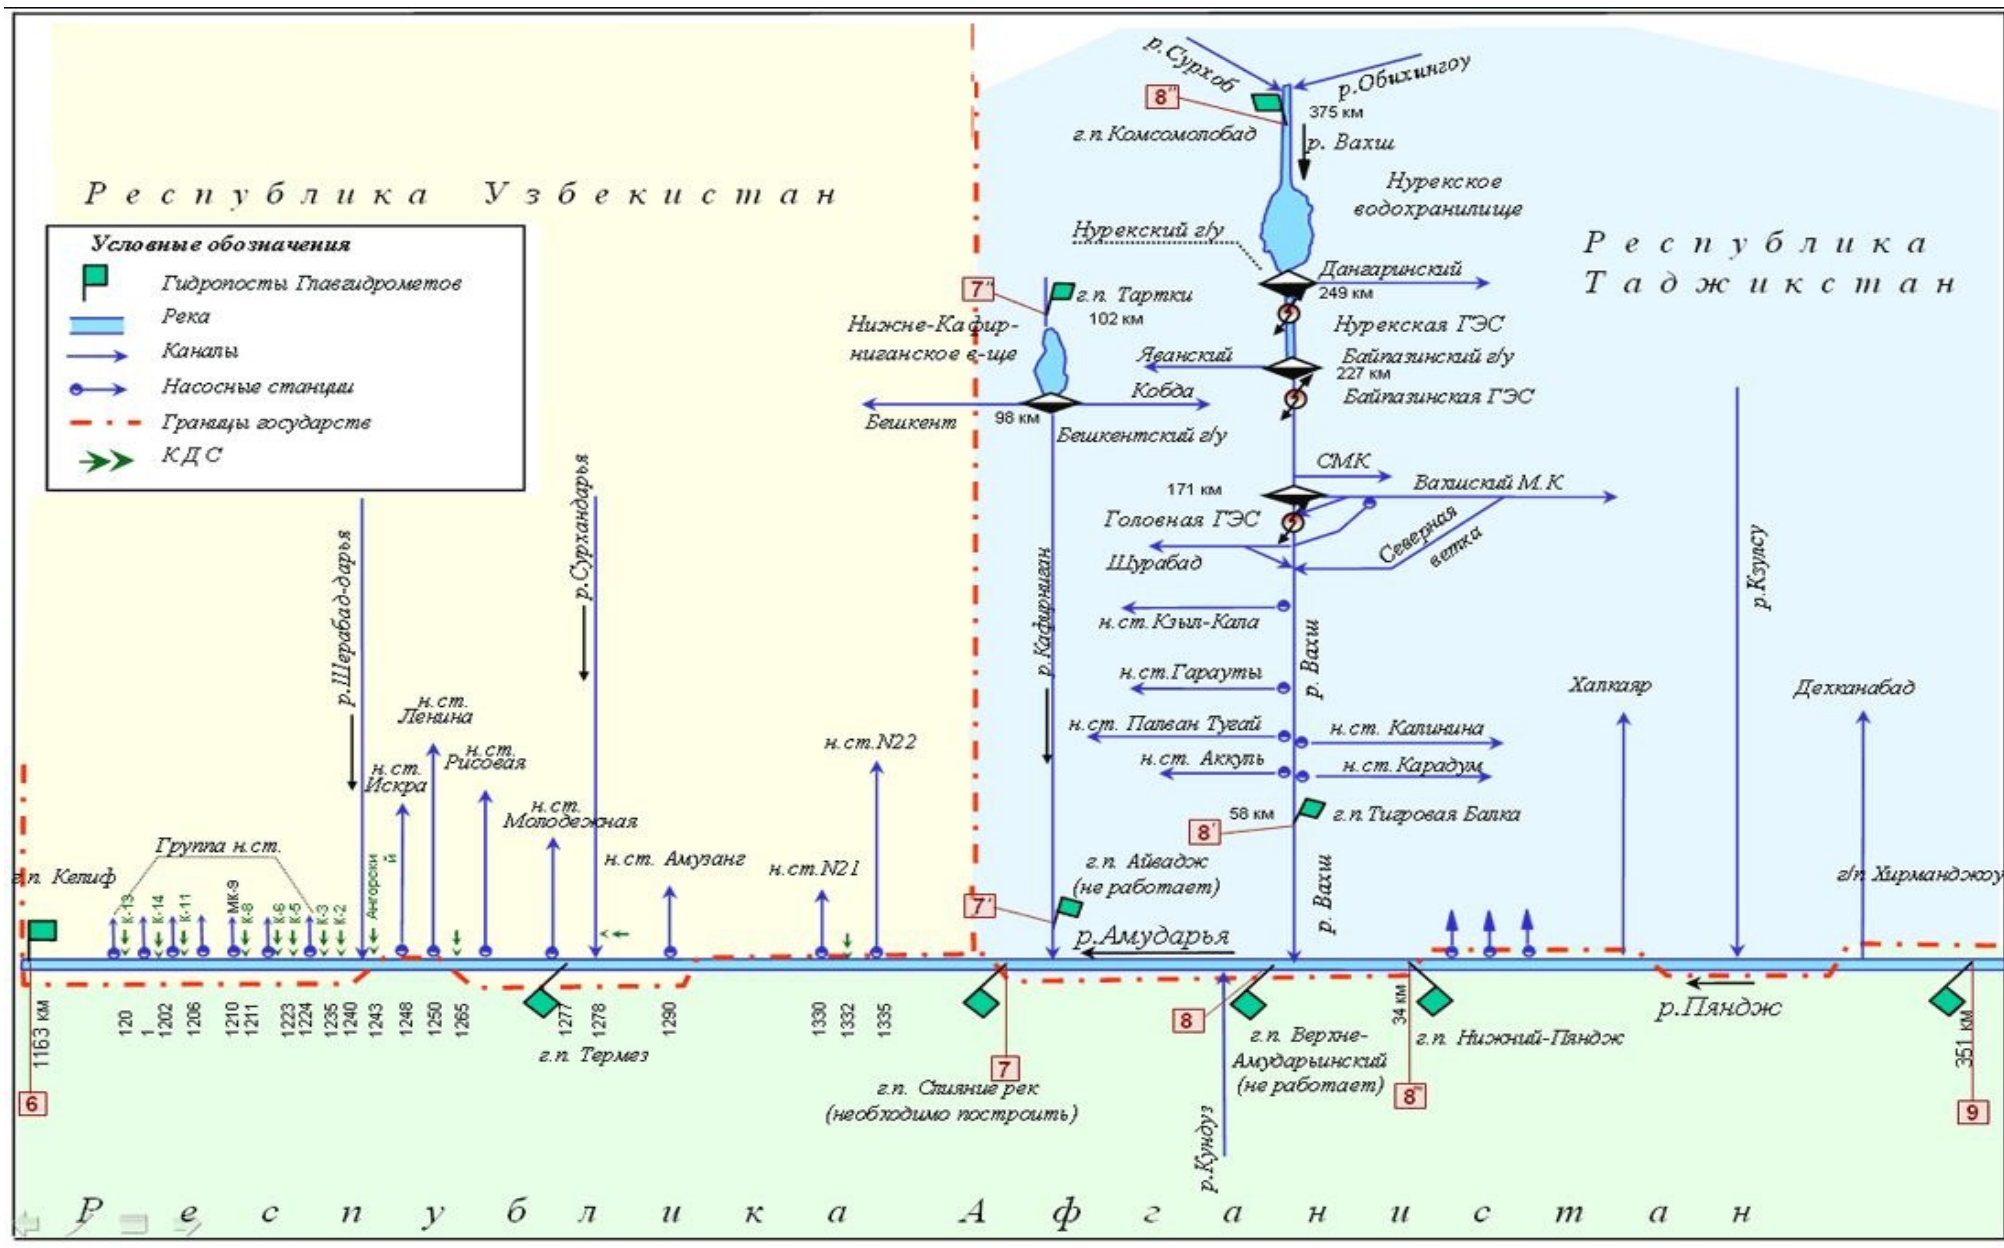 р.Сурхоб
р.Обихингоу
8''
375 км
г.п.Комсомолобад
р. Вахш
Республика Узбекистан
Нурекское
водохранилище
Нурекский г/у
Республика
Таджикстан
Условные обозначения
Гидропосты Главгидрометов
Река
Каналы
Насосные станции
Границы государств
КДС
Дангаринский
249 км
7''
г.п. Тартки
102 км
Нурекская ГЭС
Нижне-Кафир-
ниганское в-ще
Яванский
Байпазинский г/у
227 км
Кобда
Байпазинская ГЭС
Бешкент
98 км
Бешкентский г/у
СМК
171 км
Вахшский М.К
Головная ГЭС
Северная
ветка
Шурабад
р.Шерабад-дарья
р.Сурхандарья
р.Кафирниган
р.Кзулсу
н.ст.Кзыл-Кала
р. Вахш
н.ст.Гарауты
Халкаяр
Дехканабад
н.ст. Палван Тугай
н.ст. Калинина
н.ст. Аккуль
н.ст.Карадум
н.ст.
Ленина
н.ст.
Рисовая
н.ст.
Искра
н.ст.N22
н.ст.
Молодежная
58 км
8'
г.п.Тигровая Балка
Группа н.ст.
н.ст. Амузанг
н.ст.N21
г.п. Айвадж
(не работает)
г.п. Келиф
г/п Хирманджоу
К-13
К-14
К-11
МК-9
К-8
К-6
К-5
К-3
К-2
Ангорски
й
7'
р. Вахш
р.Амударья
1163 км
120
1
1202
1206
1210
1211
1223
1224
1235
1240
1243
1248
1250
1265
1277
1278
1290
1330
1332
1335
34 км
351 км
р.Пяндж
8
г.п. Термез
г.п. Верхне-
Амударьинский
(не работает)
г.п. Нижний-Пяндж
7
г.п. Слияние рек
(необходимо построить)
6
8'''
9
р.Кундуз
Республика Афганистан